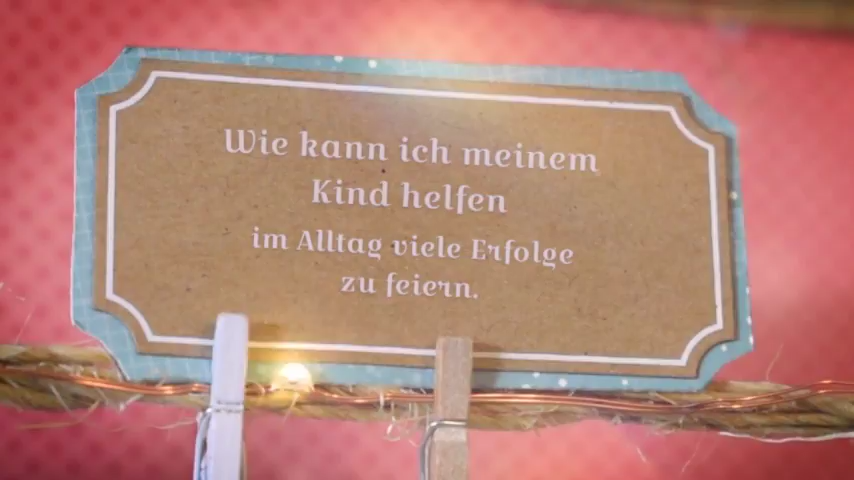 Wie kann ich meinem
Kind helfen
im Alltag viele Erfolge
zu feiern.